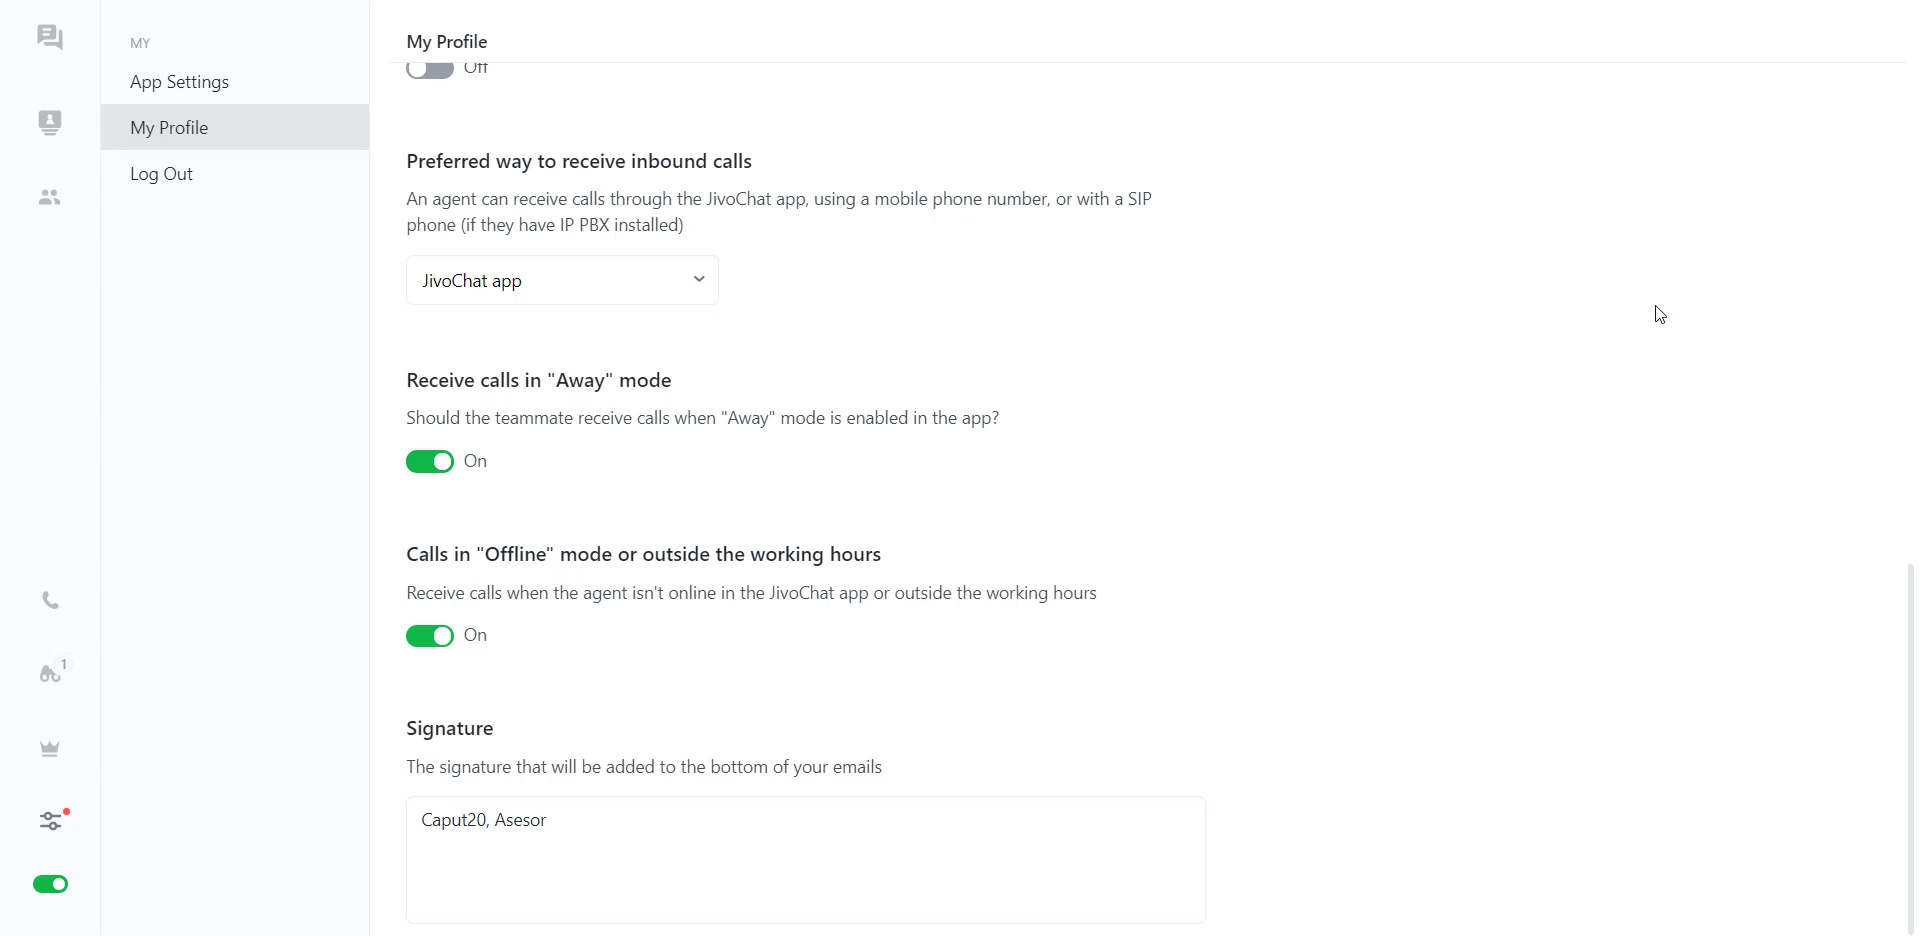 MY
App Settings
My Profile
Log Out
1
My Profile
Off
Preferred way to receive inbound calls
An agent can receive calls through the JivoChat app, using a mobile phone number, or with a SIP
phone (if they have IP PBX installed)
JivoChat app
Receive calls in "Away" mode
Should the teammate receive calls when "Away" mode is enabled in the app?
On
Calls in "Offline" mode or outside the working hours
Receive calls when the agent isn't online in the JivoChat app or outside the working hours
On
Signature
The signature that will be added to the bottom of your emails
Caput20, Asesor